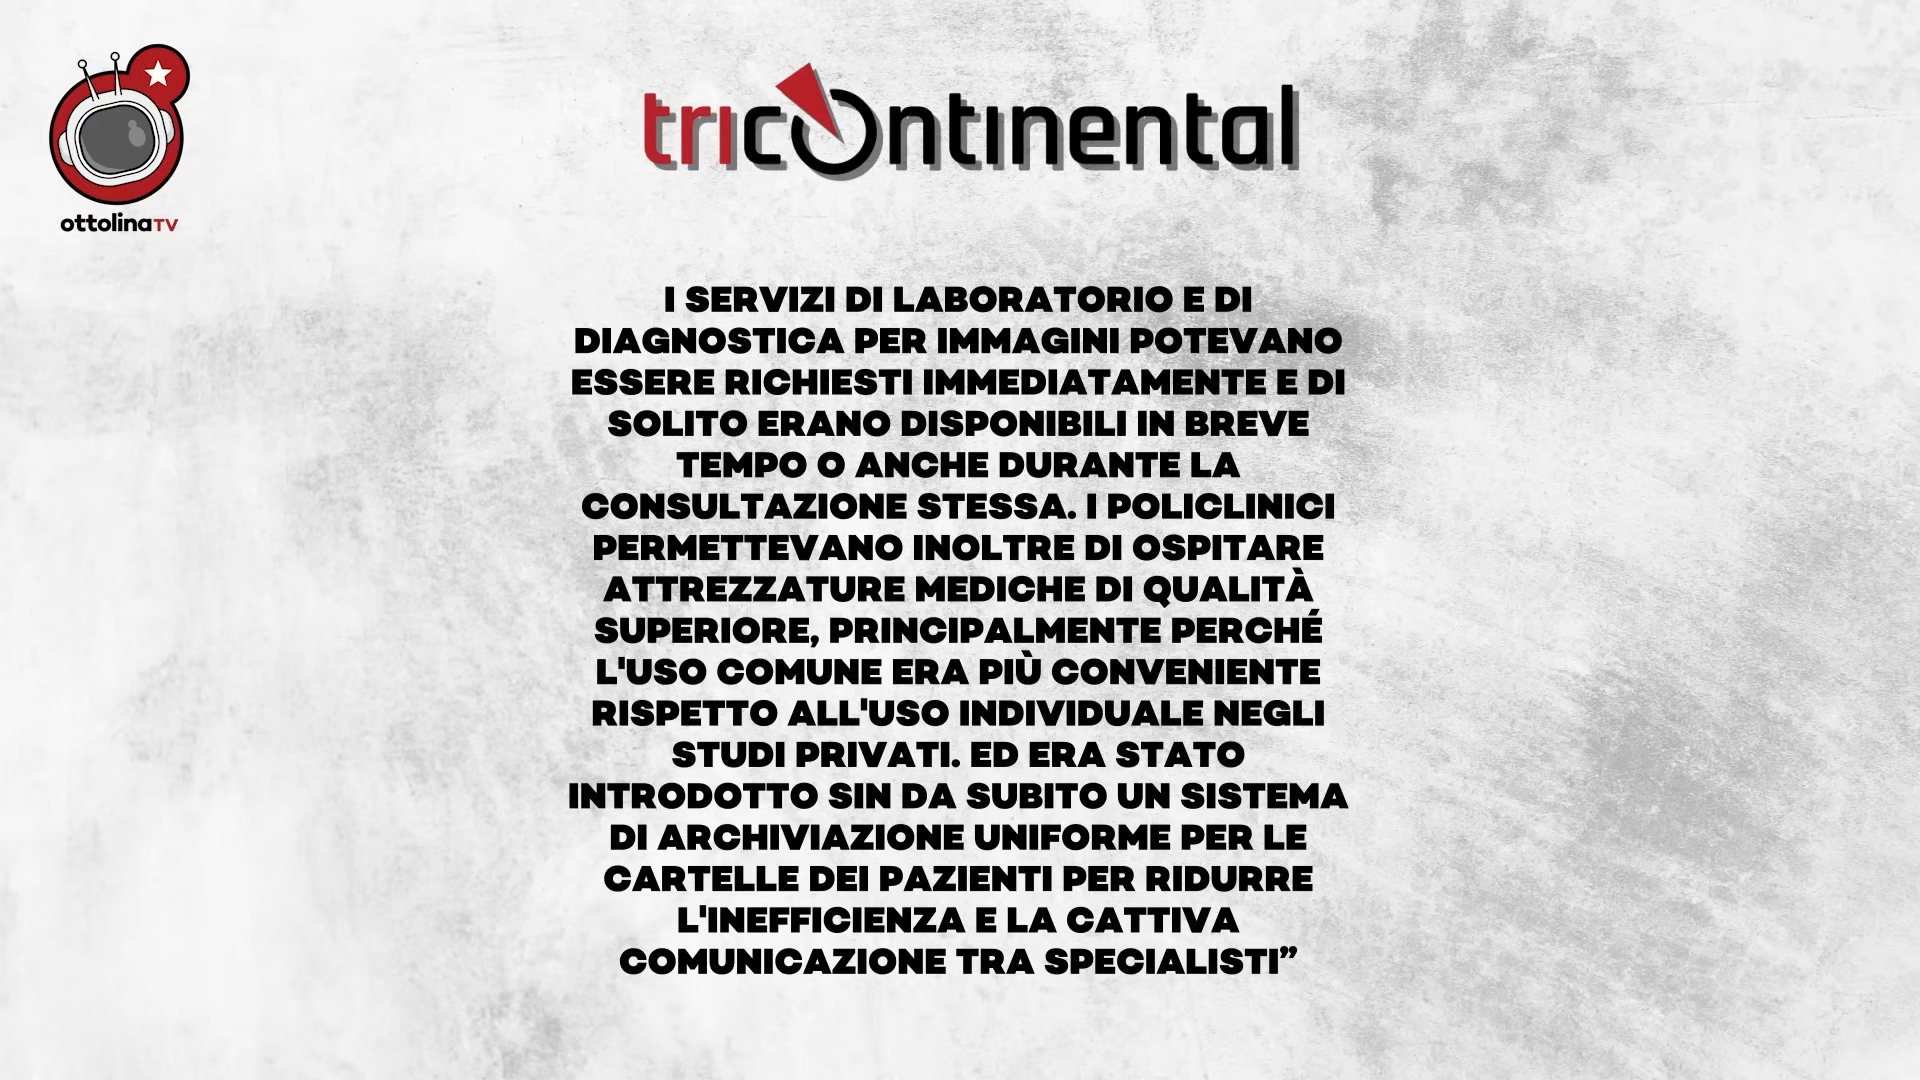 ottolinaTV
tricontinental
I SERVIZI DI LABORATORIO E DI
DIAGNOSTICA PER IMMAGINI POTEVANO
ESSERE RICHIESTI IMMEDIATAMENTE E DI
SOLITO ERANO DISPONIBILI IN BREVE
TEMPO O ANCHE DURANTE LA
CONSULTAZIONE STESSA. I POLICLINICI
PERMETTEVANO INOLTRE DI OSPITARE
ATTREZZATURE MEDICHE DI QUALITÀ
SUPERIORE, PRINCIPALMENTE PERCHÉ
L'USO COMUNE ERA PIÙ CONVENIENTE
RISPETTO ALL'USO INDIVIDUALE NEGLI
STUDI PRIVATI. ED ERA STATO
INTRODOTTO SIN DA SUBITO UN SISTEMA
DI ARCHIVIAZIONE UNIFORME PER LE
CARTELLE DEI PAZIENTI PER RIDURRE
L'INEFFICIENZA E LA CATTIVA
COMUNICAZIONE TRA SPECIALISTI”